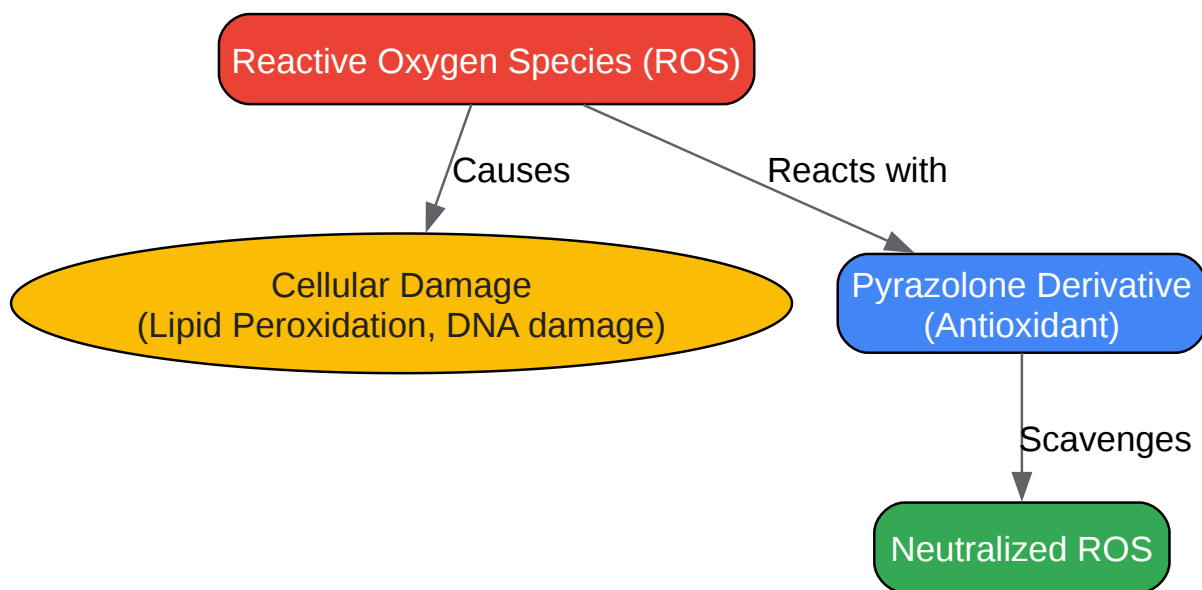 Reactive Oxygen Species (ROS)
Causes
Reacts with
Cellular Damage
(Lipid Peroxidation, DNA damage)
Pyrazolone Derivative
(Antioxidant)
Scavenges
Neutralized ROS